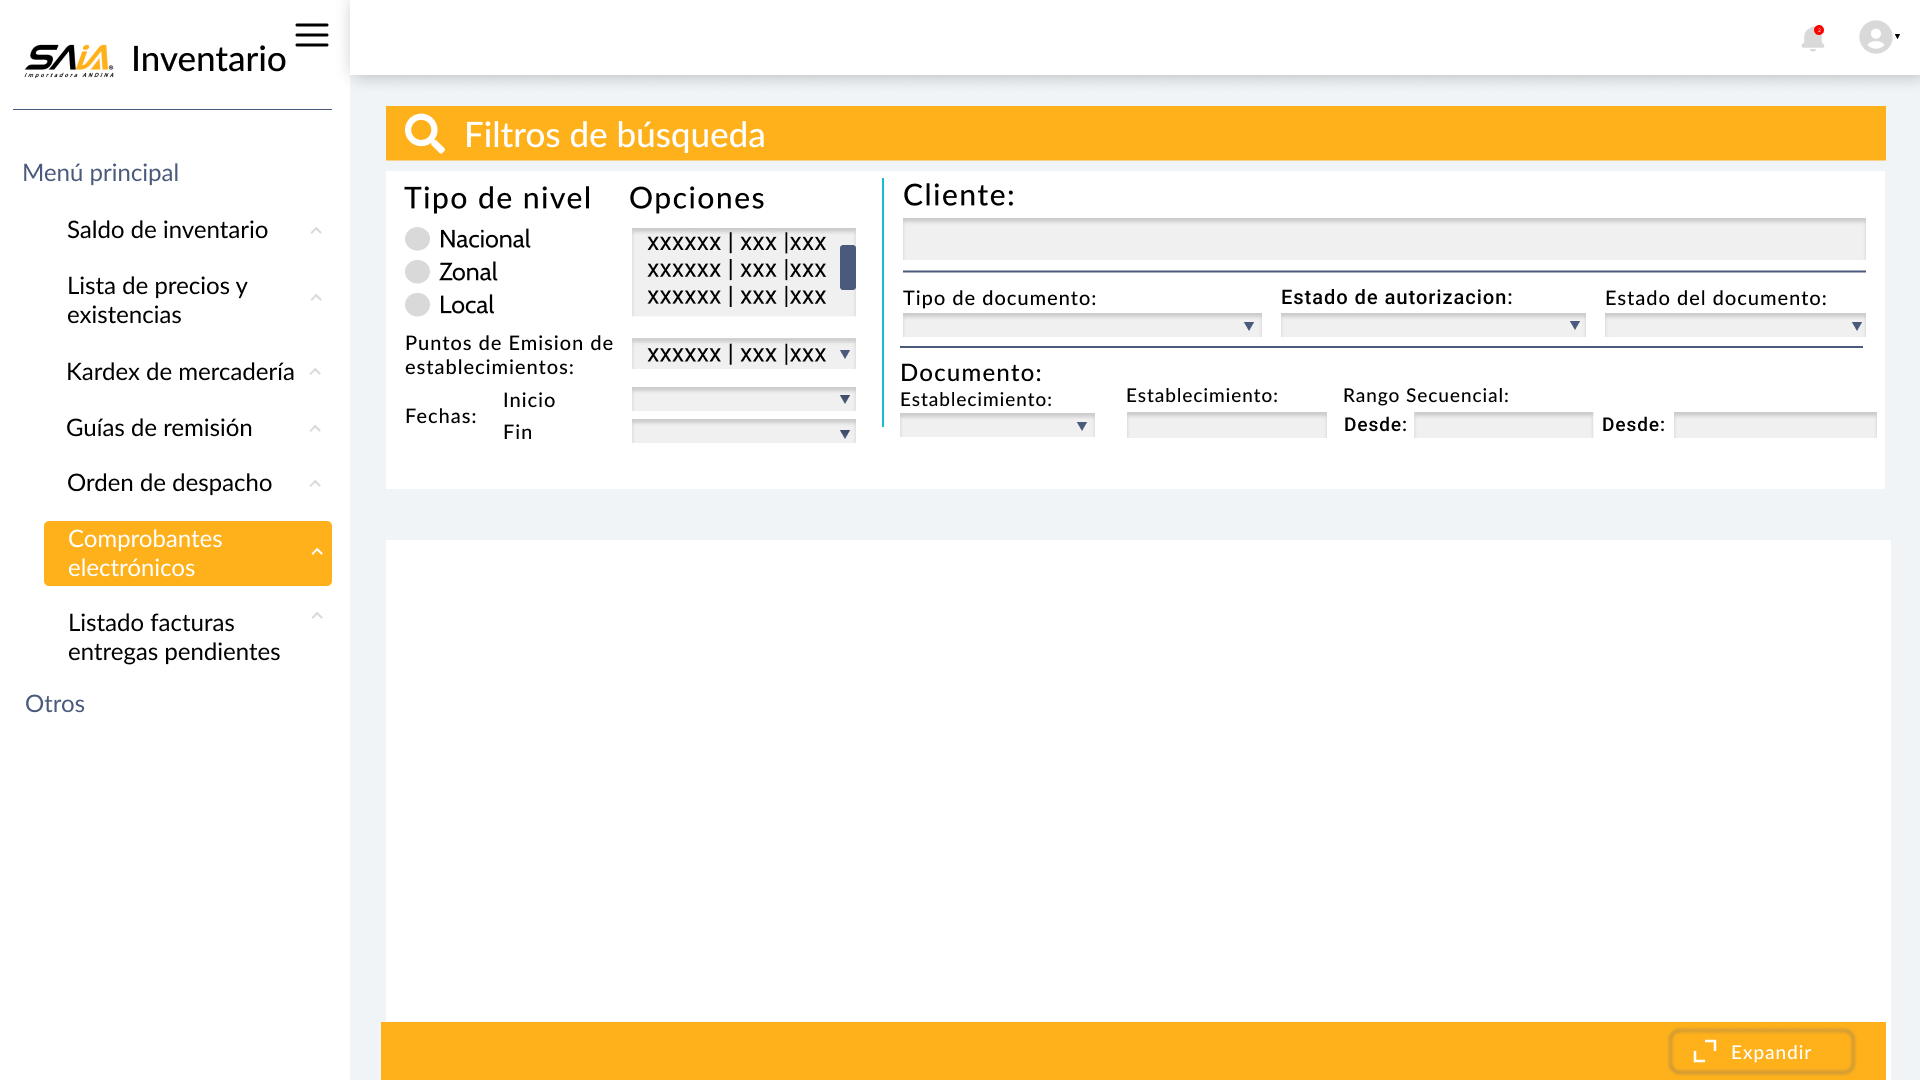 SAiA®
Importadora ANDINA
Inventario
Menú principal
Saldo de inventario
Lista de precios y
existencias
Kardex de mercadería
Guías de remisión
Orden de despacho
Comprobantes
electrónicos
Listado facturas
entregas pendientes
Otros
Filtros de búsqueda
Tipo de nivel
Nacional
Zonal
Local
Opciones
xxxxxx | xxx |xxx
xxxxxx | xxx |xxx
xxxxxx | xxx |xxx
Puntos de Emision de
establecimientos:
xxxxxx | xxx |xxx
Fechas:
Inicio
Fin
Cliente:
Tipo de documento:
Estado de autorizacion:
Estado del documento:
Documento:
Establecimiento:
Establecimiento:
Rango Secuencial:
Desde:
Desde:
Expandir